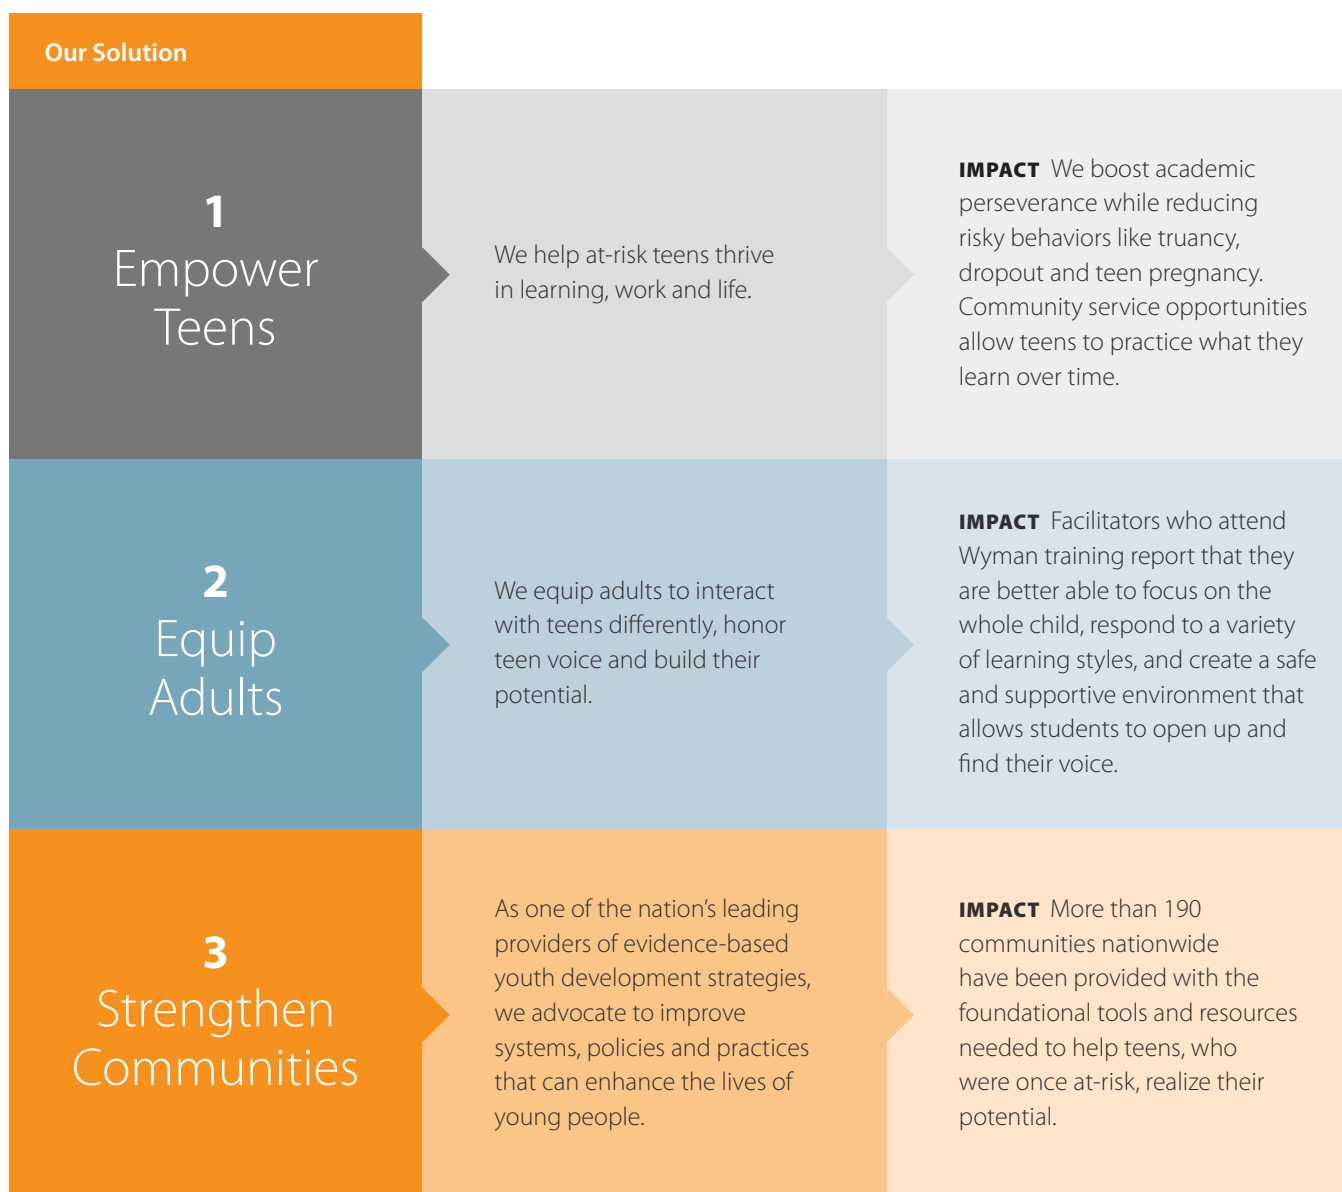 Our Solution
1
Empower
Teens
We help at-risk teens thrive
in learning, work and life.
IMPACT We boost academic
perseverance while reducing
risky behaviors like truancy,
dropout and teen pregnancy.
Community service opportunities
allow teens to practice what they
learn over time.
2
Equip
Adults
We equip adults to interact
with teens differently, honor
teen voice and build their
potential.
IMPACT Facilitators who attend
Wyman training report that they
are better able to focus on the
whole child, respond to a variety
of learning styles, and create a safe
and supportive environment that
allows students to open up and
find their voice.
3
Strengthen
Communities
As one of the nation’s leading
providers of evidence-based
youth development strategies,
we advocate to improve
systems, policies and practices
that can enhance the lives of
young people.
IMPACT More than 190
communities nationwide
have been provided with the
foundational tools and resources
needed to help teens, who
were once at-risk, realize their
potential.